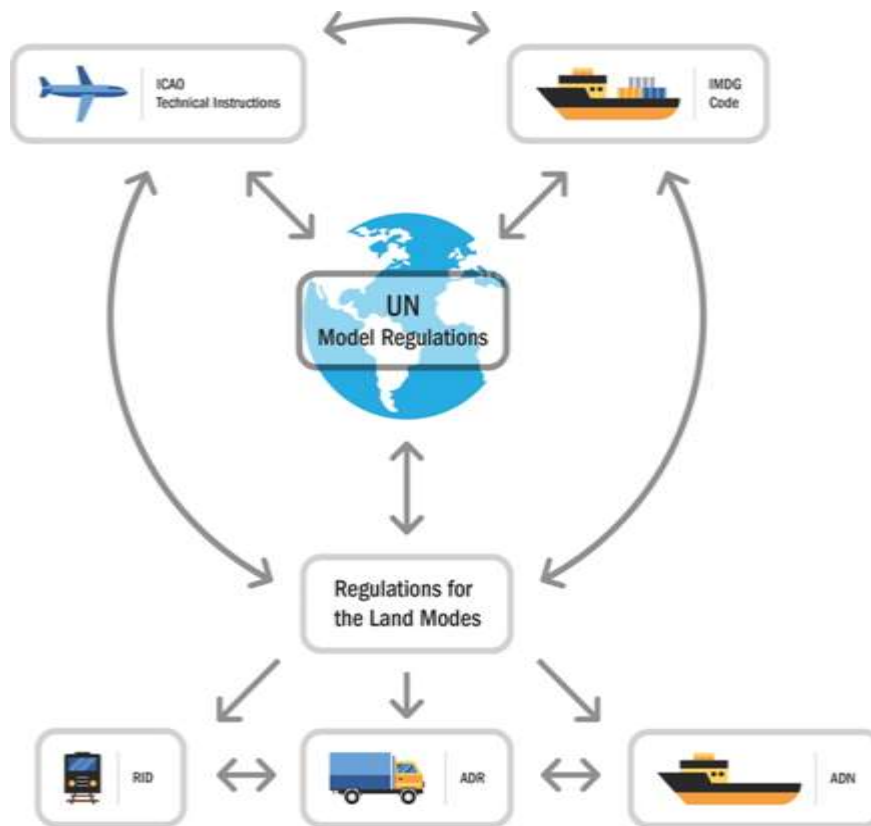 ICAO
Technical Instructions
IMDG
Code
UN
Model Regulations
Regulations for
the Land Modes
RID
ADR
ADN